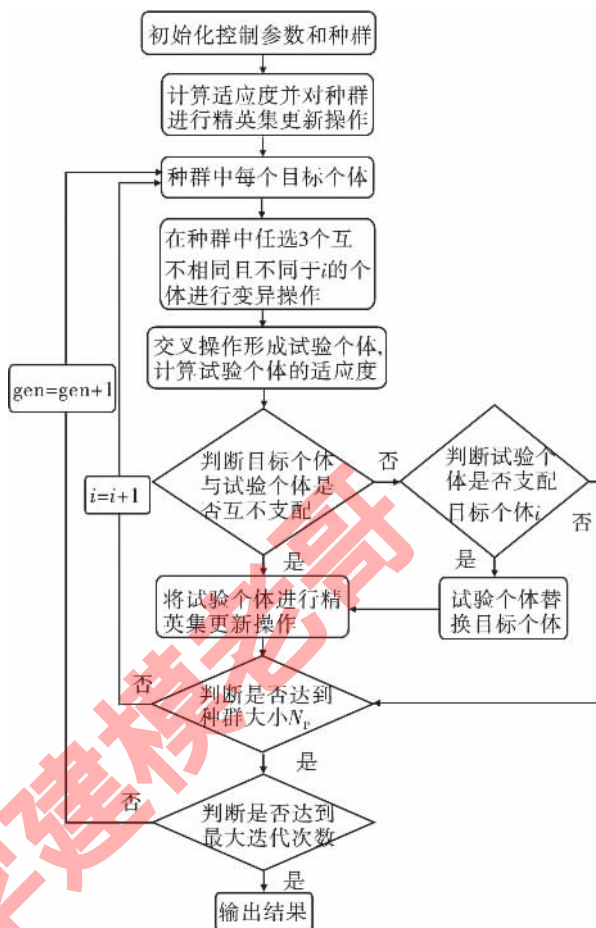 初始化控制参数和种群
计算适应度并对种群
进行精英集更新操作
种群中每个目标个体
在种群中任选3个互
不相同且不同于i的个
体进行变异操作
交叉操作形成试验个体,
计算试验个体的适应度
gen=gen+1
i=i+1
判断目标个体
与试验个体是
否互不支配
否
判断试验个
体是否支配
目标个体i
否
是
是
将试验个体进行精
英集更新操作
试验个体替
换目标个体
否
判断是否达到
种群大小Np
是
否
判断是否达到
最大迭代次数
是
输出结果
建模老哥